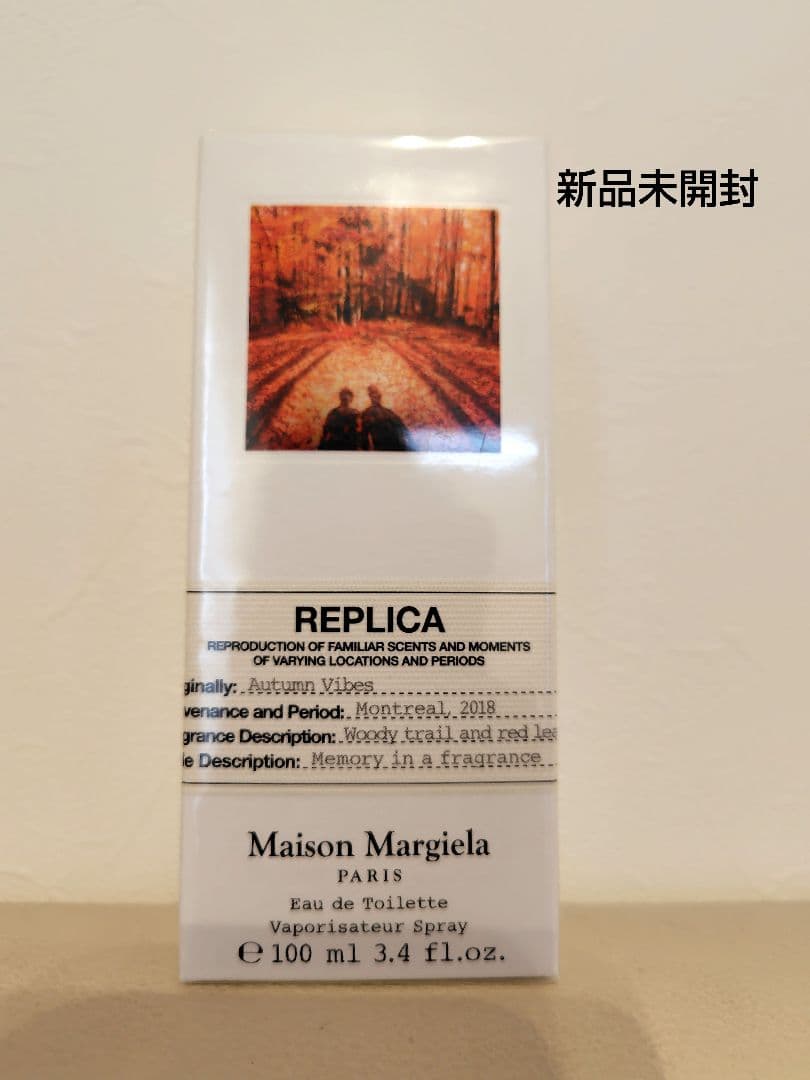 新品未開封
REPLICA
REPRODUCTION OF FAMILIAR SCENTS AND MOMENTS
OF VARYING LOCATIONS AND PERIODS
ginally: Autumn Vibes
venance and Period: Montreal, 2018
grance Description: Woody trail and red lea
le Description: Memory in a fragrance
Maison Margiela
PARIS
Eau de Toilette
Vaporisateur Spray
℮ 100 ml 3.4 fl.oz.